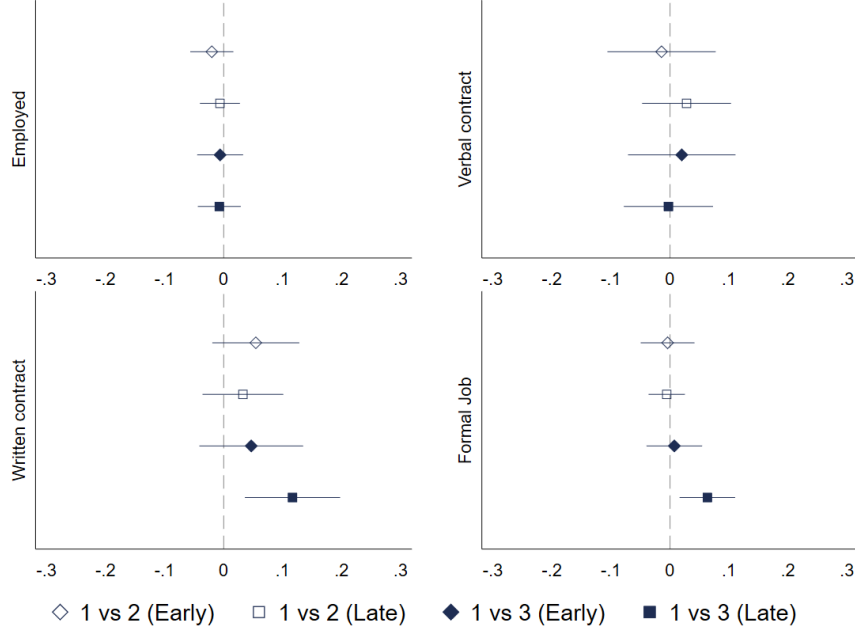 Employed
-.3 -.2 -.1 0 .1 .2 .3
Verbal contract
-.3 -.2 -.1 0 .1 .2 .3
Written contract
-.3 -.2 -.1 0 .1 .2 .3
Formal Job
-.3 -.2 -.1 0 .1 .2 .3
1 vs 2 (Early) 1 vs 2 (Late) 1 vs 3 (Early) 1 vs 3 (Late)